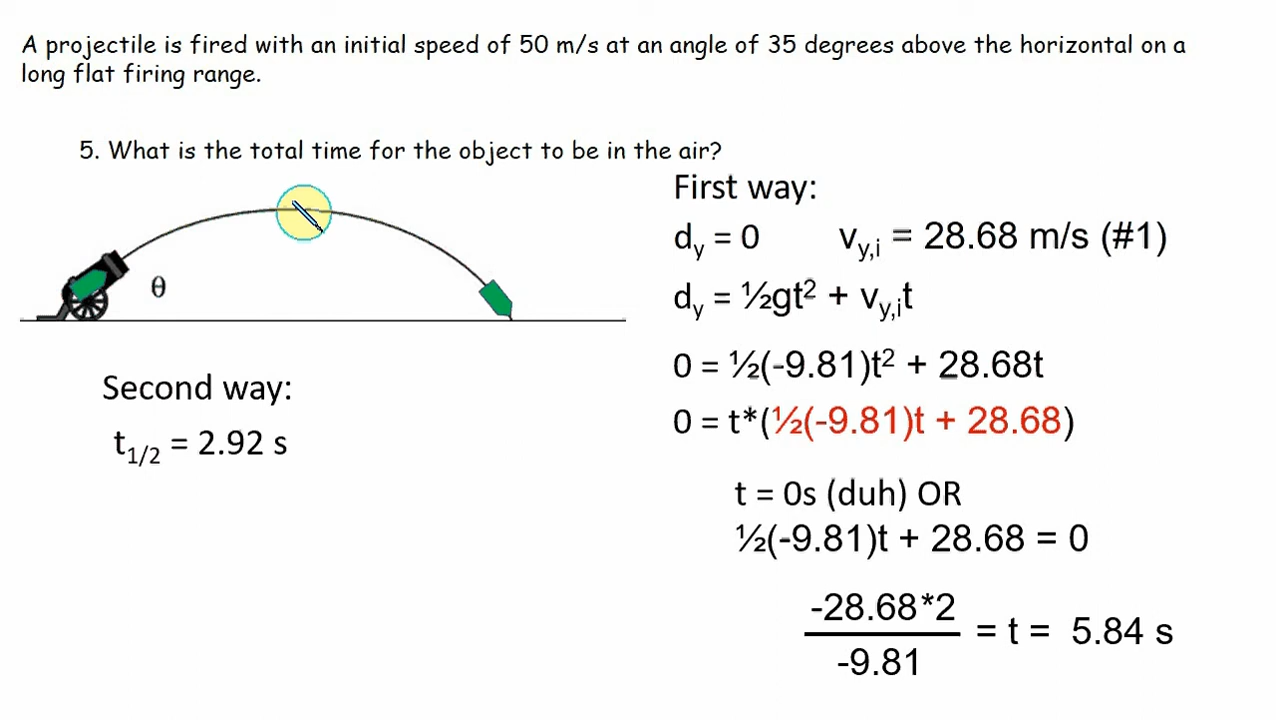 A projectile is fired with an initial speed of 50 m/s at an angle of 35 degrees above the horizontal on a
long flat firing range.
5. What is the total time for the object to be in the air?
θ
Second way:
t₁/₂ = 2.92 s
First way:
dy = 0 vy,i = 28.68 m/s (#1)
dy = ½gt² + vy,it
0 = ½(-9.81)t² + 28.68t
0 = t*(½(-9.81)t + 28.68)
t = 0s (duh) OR
½(-9.81)t + 28.68 = 0
-28.68*2
-9.81
= t = 5.84 s